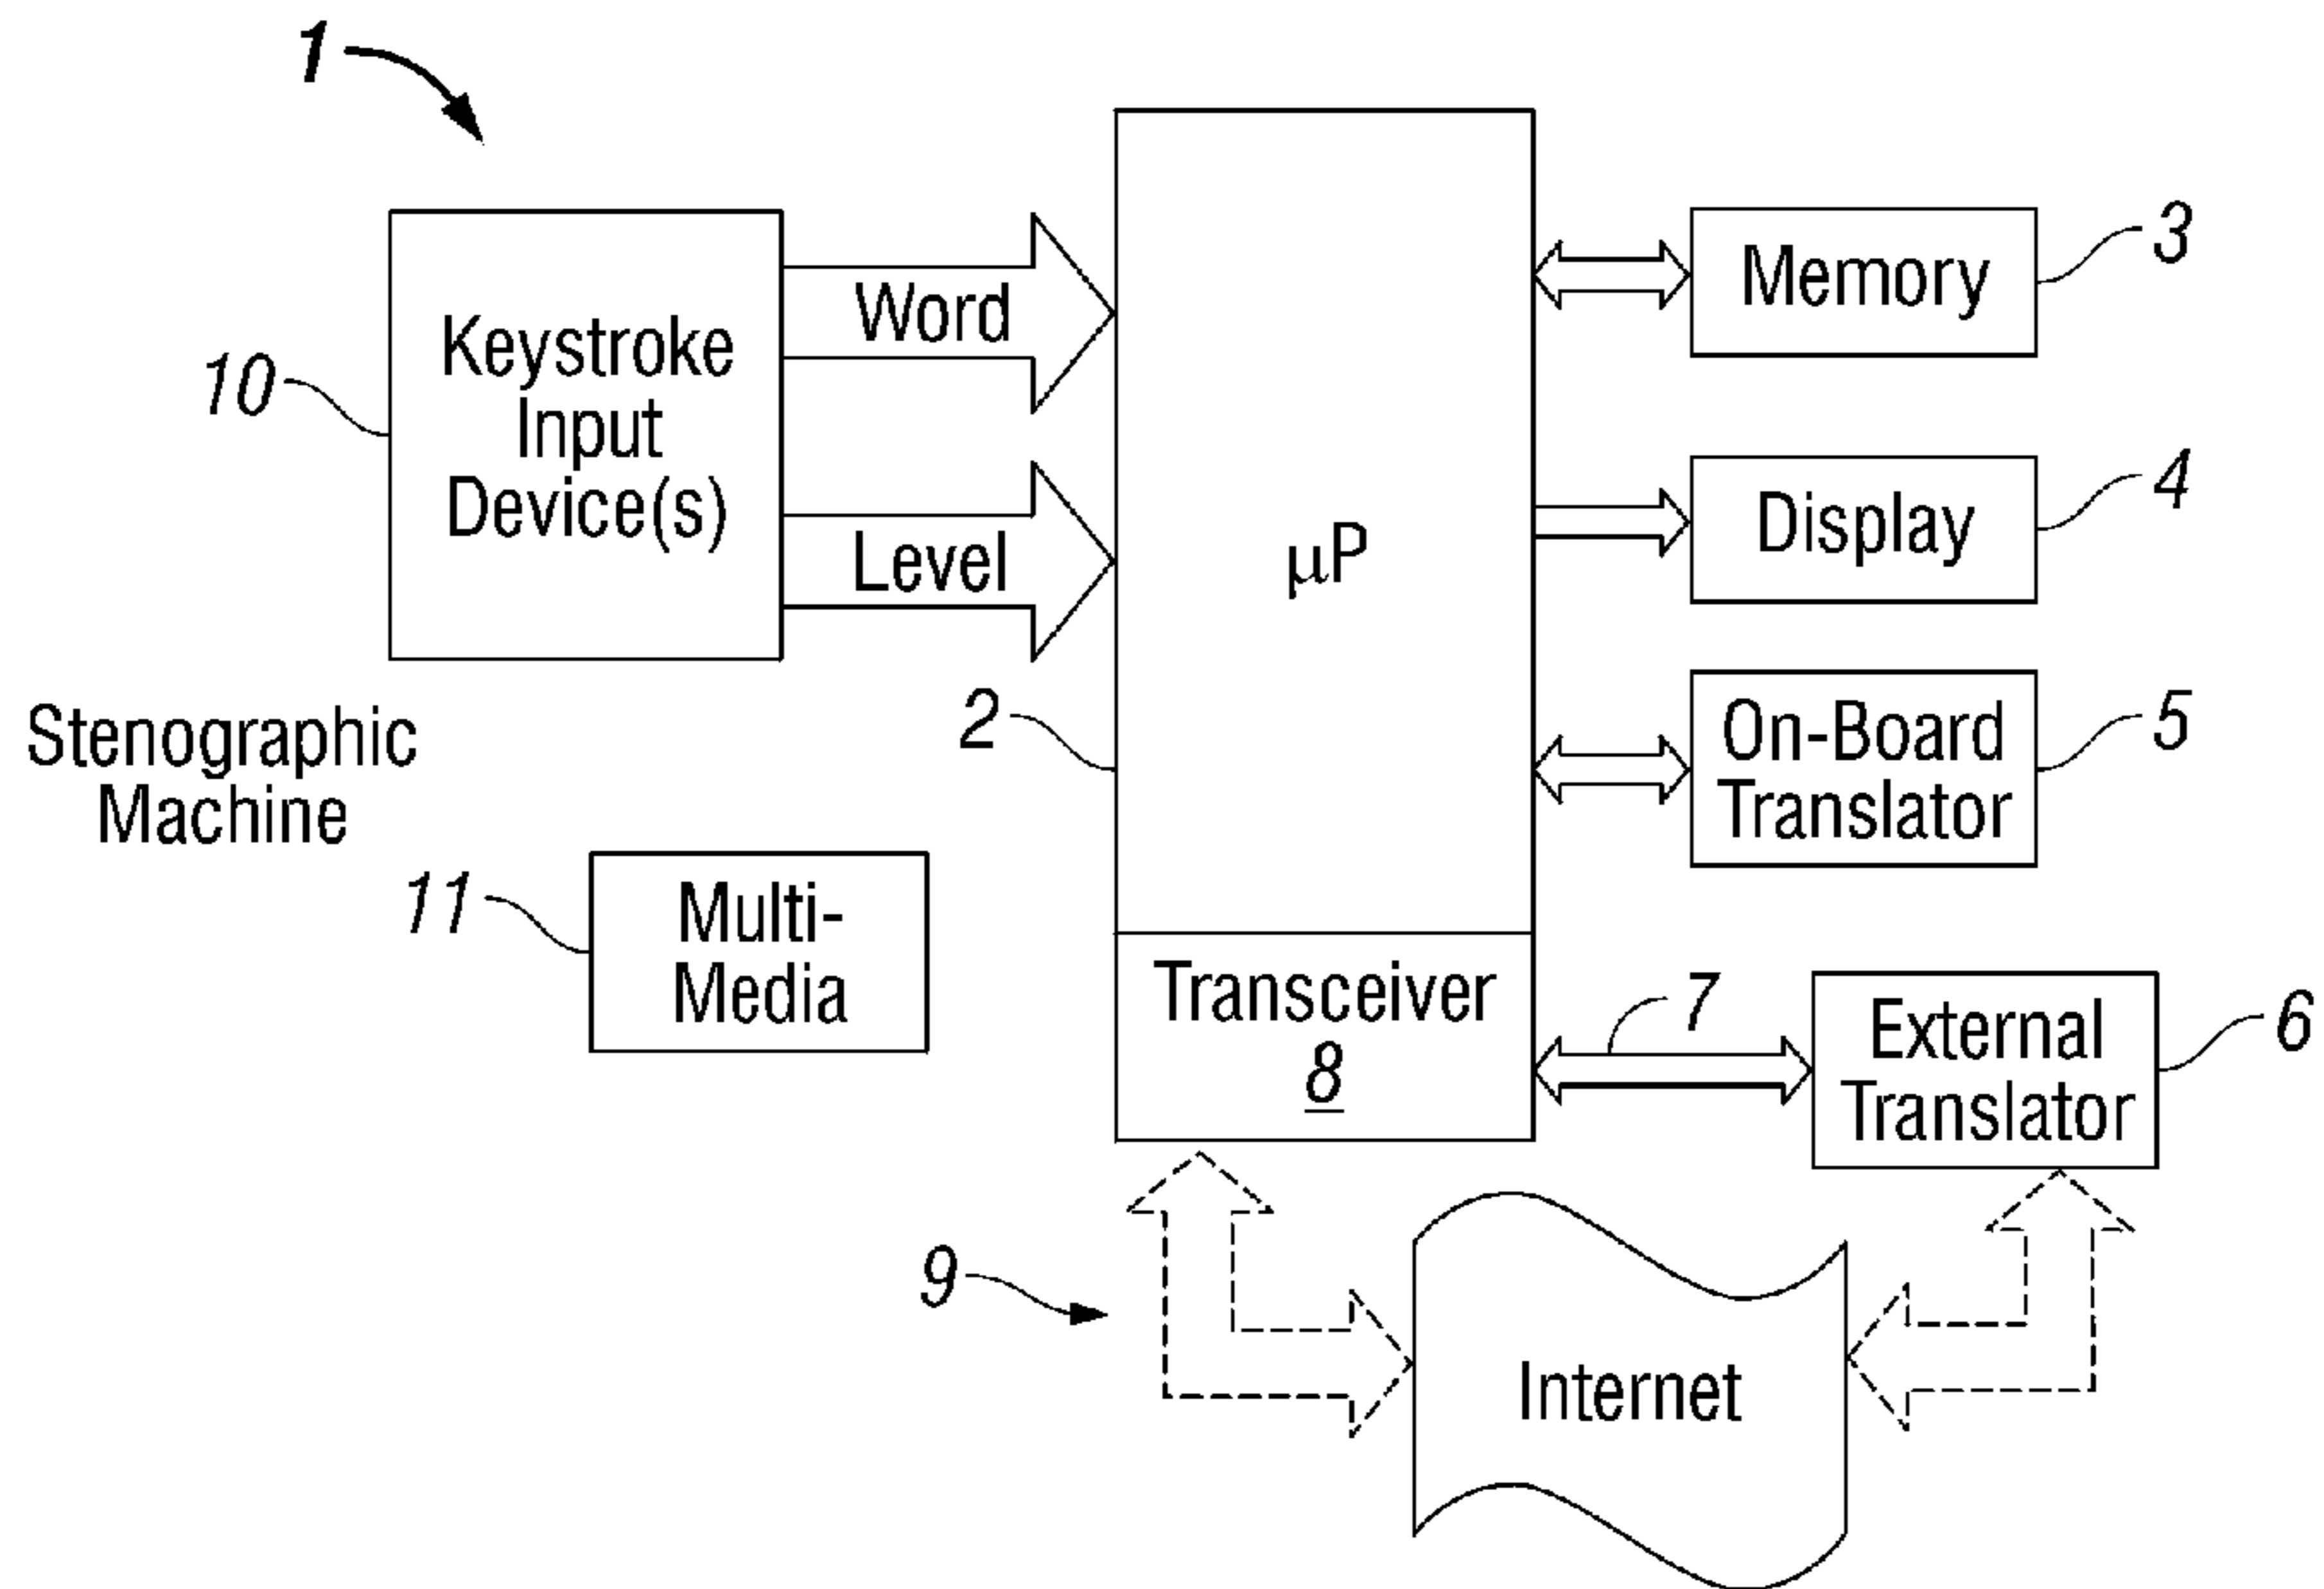 1
10
Keystroke
Input
Device(s)
Word
Level
Stenographic
Machine
11
Multi-
Media
2
µP
Transceiver
8
Memory
3
Display
4
On-Board
Translator
5
7
External
Translator
6
9
Internet